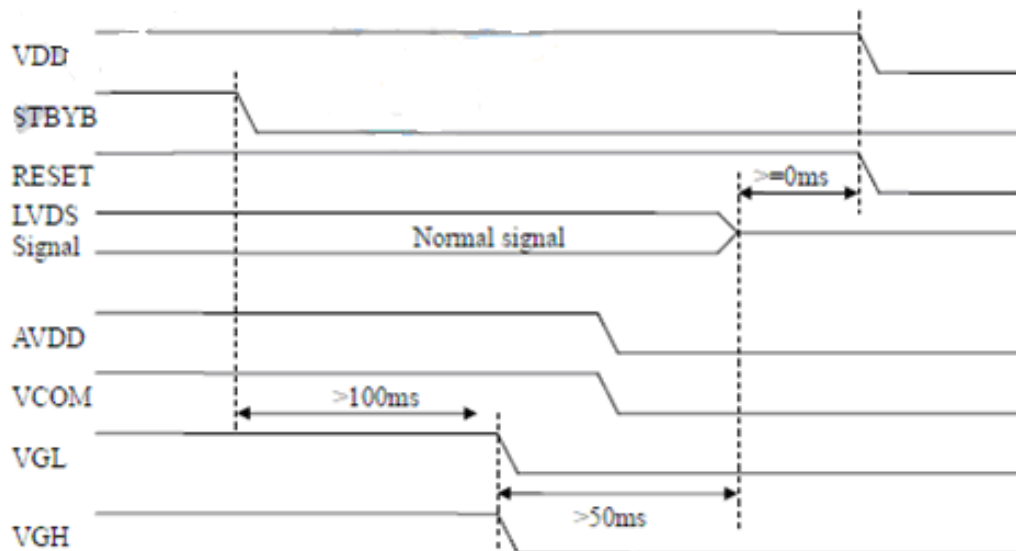 VDD
STBYB
RESET
>=0ms
LVDS
Signal
Normal signal
AVDD
VCOM
>100ms
VGL
>50ms
VGH